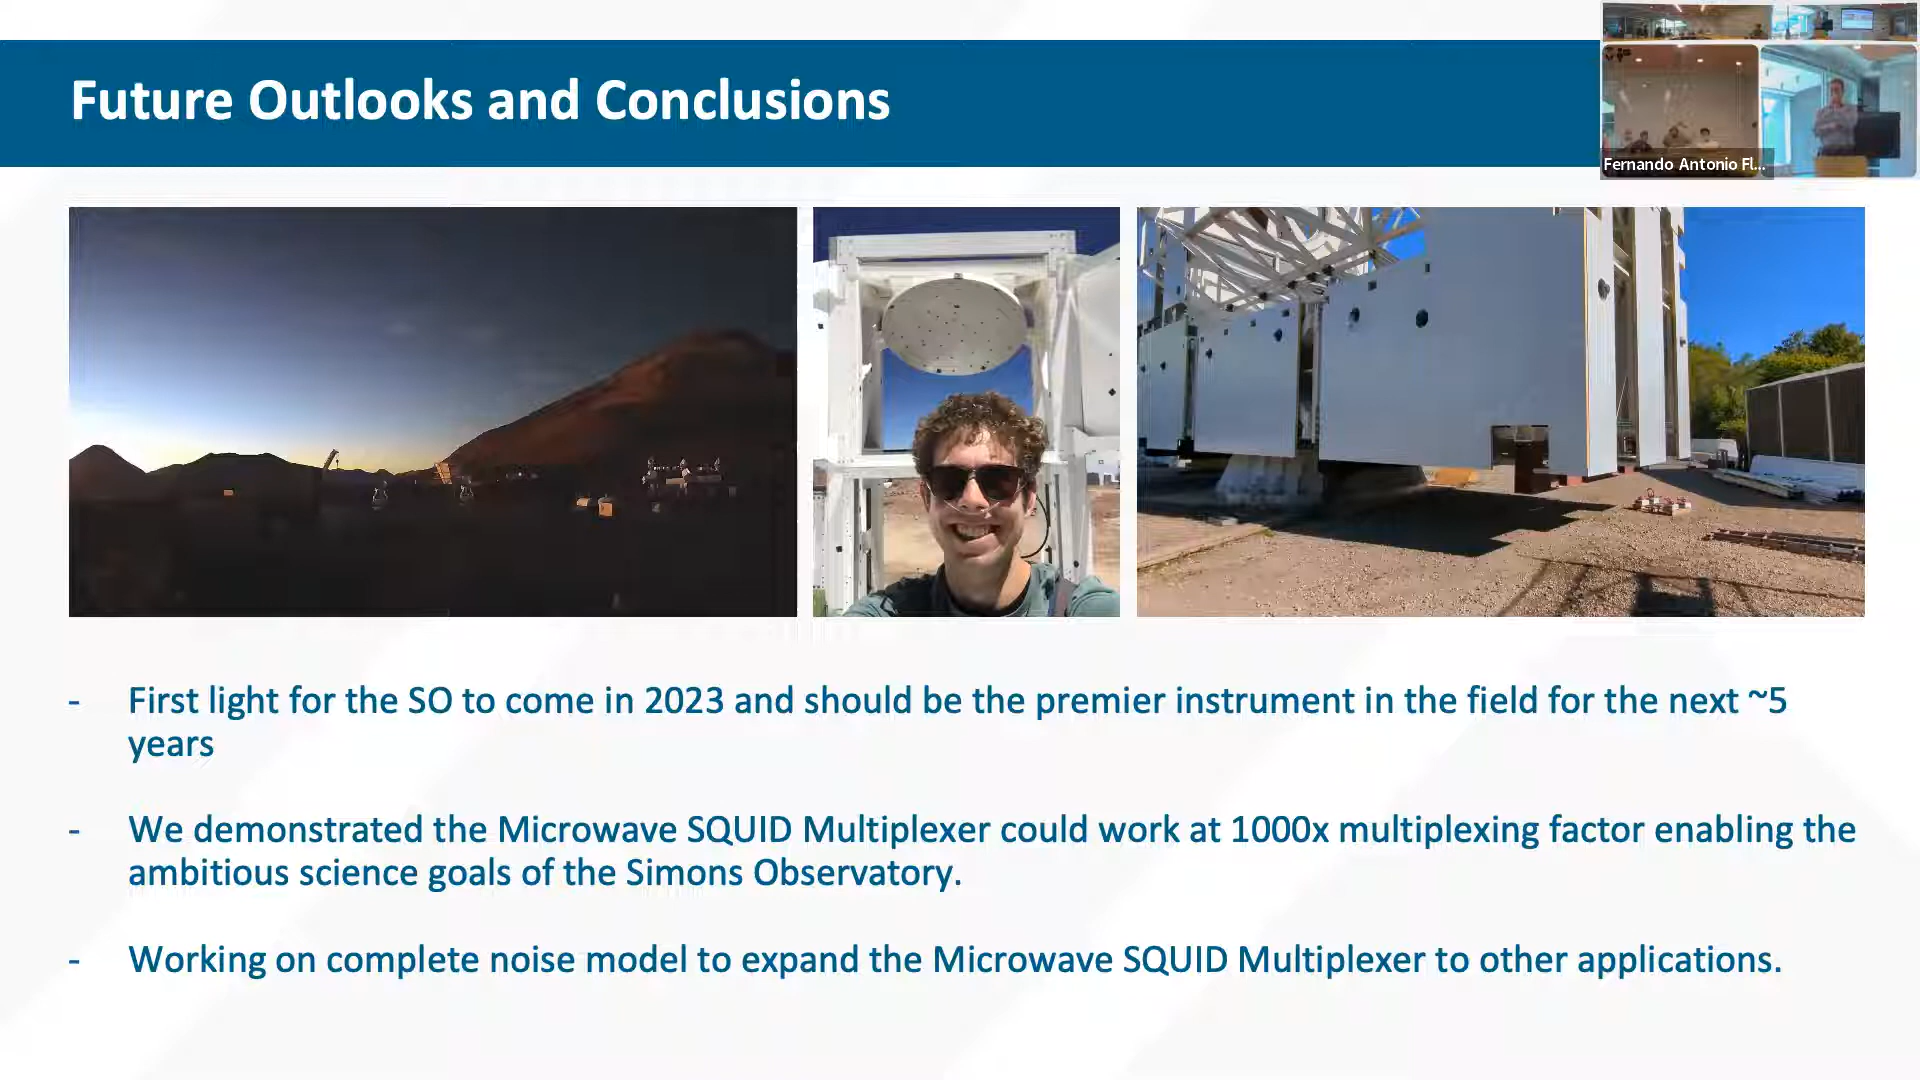 Future Outlooks and Conclusions
Fernando Antonio Fl...
- First light for the SO to come in 2023 and should be the premier instrument in the field for the next ~5
years
- We demonstrated the Microwave SQUID Multiplexer could work at 1000x multiplexing factor enabling the
ambitious science goals of the Simons Observatory.
- Working on complete noise model to expand the Microwave SQUID Multiplexer to other applications.